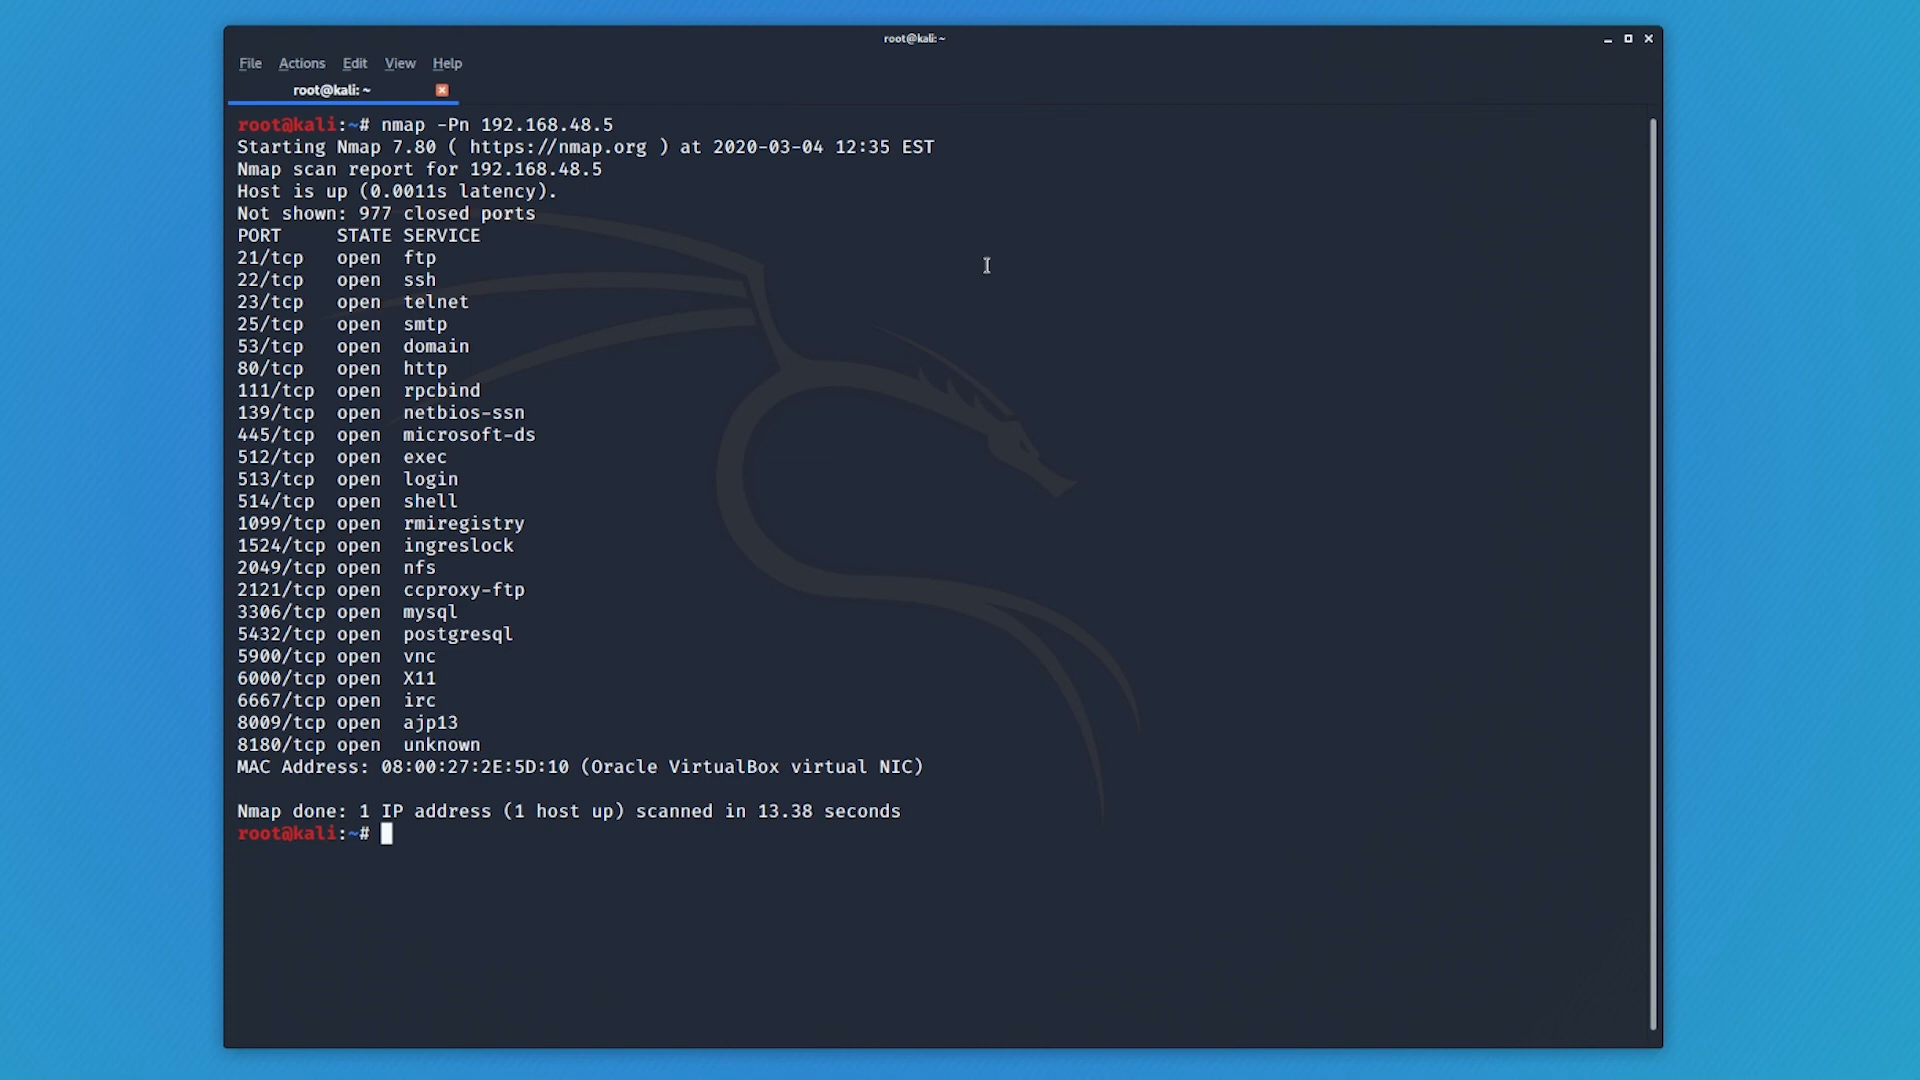 root@kali: ~
File Actions Edit View Help
root@kali: ~
root@kali:~# nmap -Pn 192.168.48.5
Starting Nmap 7.80 ( https://nmap.org ) at 2020-03-04 12:35 EST
Nmap scan report for 192.168.48.5
Host is up (0.0011s latency).
Not shown: 977 closed ports
PORT     STATE SERVICE
21/tcp   open  ftp
22/tcp   open  ssh
23/tcp   open  telnet
25/tcp   open  smtp
53/tcp   open  domain
80/tcp   open  http
111/tcp  open  rpcbind
139/tcp  open  netbios-ssn
445/tcp  open  microsoft-ds
512/tcp  open  exec
513/tcp  open  login
514/tcp  open  shell
1099/tcp open  rmiregistry
1524/tcp open  ingreslock
2049/tcp open  nfs
2121/tcp open  ccproxy-ftp
3306/tcp open  mysql
5432/tcp open  postgresql
5900/tcp open  vnc
6000/tcp open  X11
6667/tcp open  irc
8009/tcp open  ajp13
8180/tcp open  unknown
MAC Address: 08:00:27:2E:5D:10 (Oracle VirtualBox virtual NIC)
Nmap done: 1 IP address (1 host up) scanned in 13.38 seconds
root@kali:~#